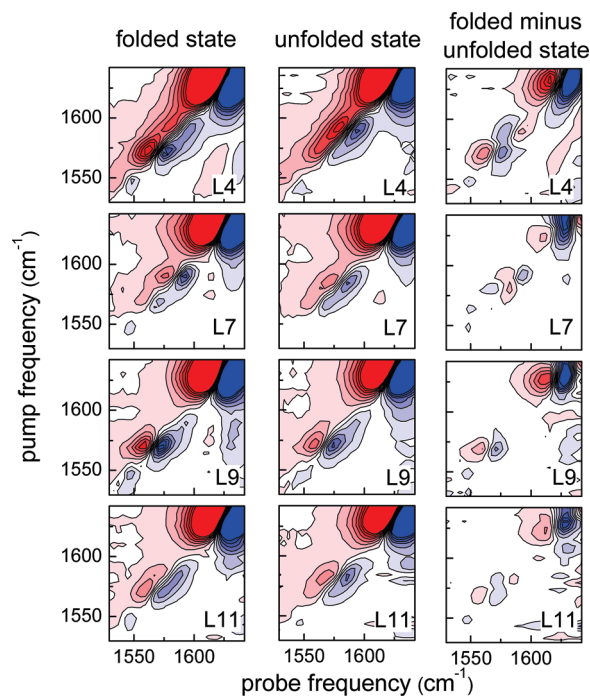 folded state
unfolded state
folded minus
unfolded state
pump frequency (cm⁻¹)
1600
1550
L4
L4
L4
1600
1550
L7
L7
L7
1600
1550
L9
L9
L9
1600
1550
L11
L11
L11
1550 1600 1550 1600 1550 1600
probe frequency (cm⁻¹)